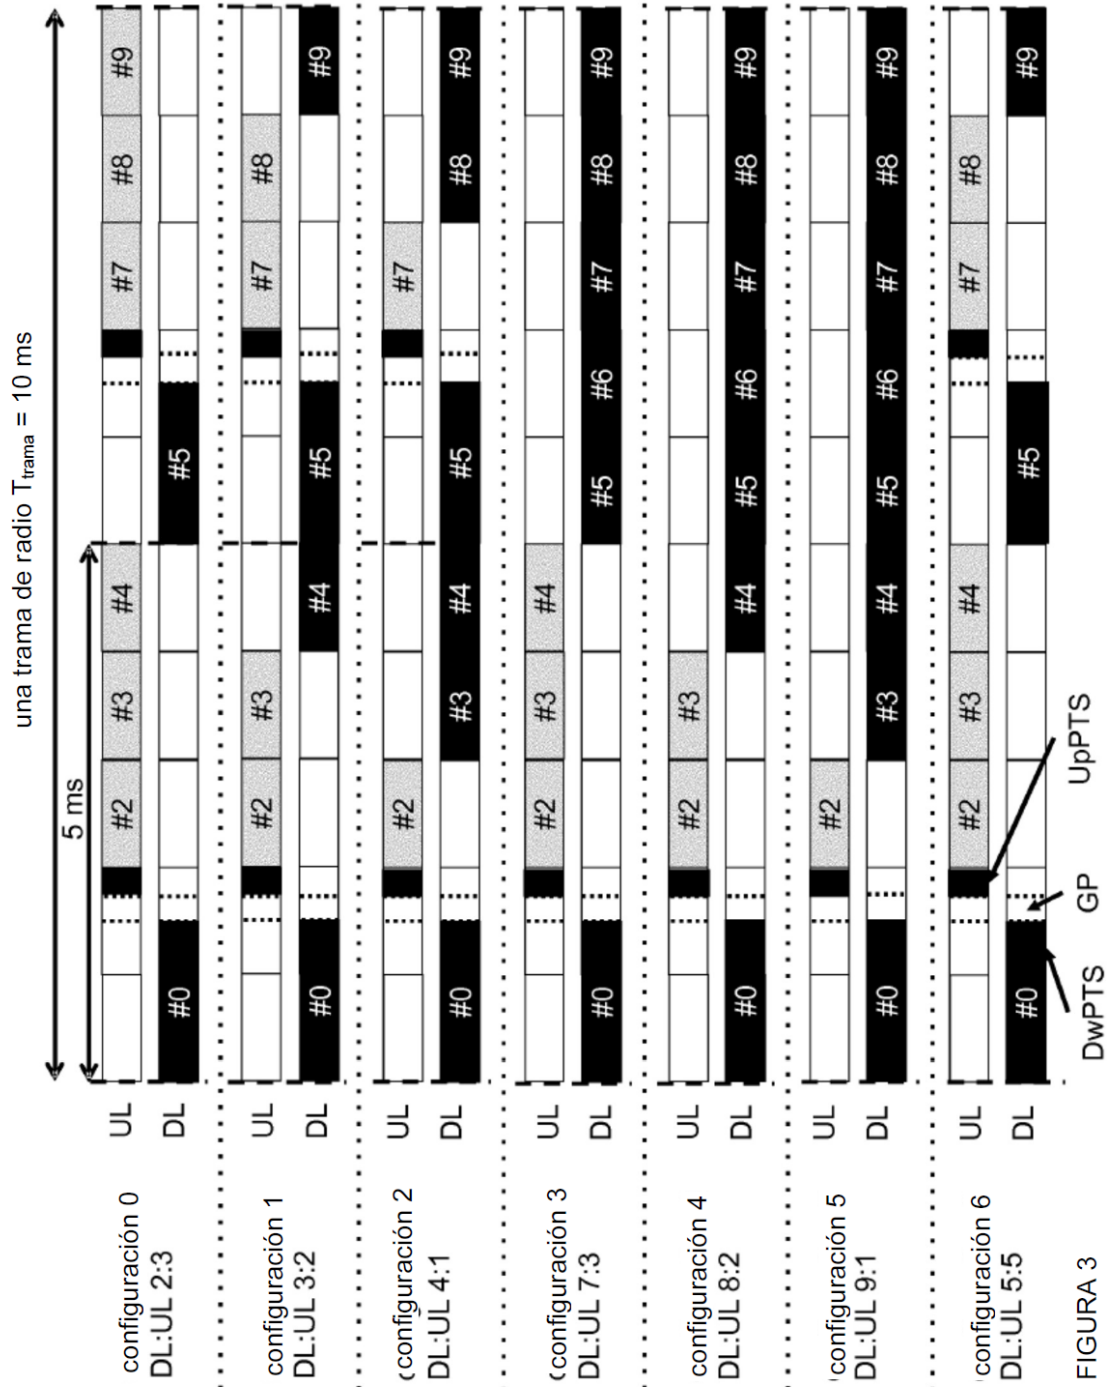 una trama de radio Ttrama = 10 ms
5 ms
configuración 0
DL:UL 2:3
UL #2 #3 #4 #7 #8 #9
DL #0 #5
configuración 1
DL:UL 3:2
UL #2 #3 #7 #8
DL #0 #4 #5 #9
configuración 2
DL:UL 4:1
UL #2 #7
DL #0 #3 #4 #5 #8 #9
configuración 3
DL:UL 7:3
UL #2 #3 #4
DL #0 #5 #6 #7 #8 #9
configuración 4
DL:UL 8:2
UL #2 #3
DL #0 #4 #5 #6 #7 #8 #9
configuración 5
DL:UL 9:1
UL #2
DL #0 #3 #4 #5 #6 #7 #8 #9
configuración 6
DL:UL 5:5
UL #2 #3 #4 #7 #8
DL #0 #5 #9
DwPTS GP UpPTS
FIGURA 3